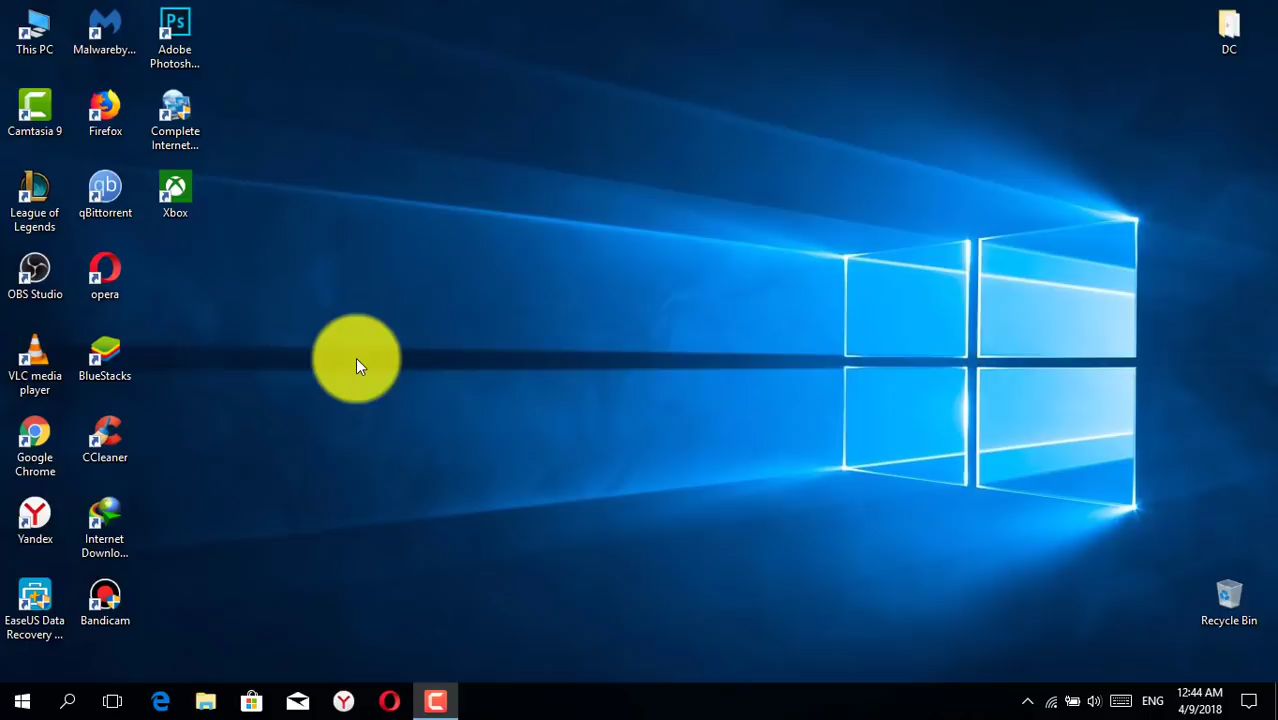 This PC
Malwareby...
Ps
Adobe
Photosh...
DC
Camtasia 9
Firefox
Complete
Internet...
League of
Legends
qb
qBittorrent
Xbox
OBS Studio
opera
VLC media
player
BlueStacks
Google
Chrome
CCleaner
Yandex
Internet
Downlo...
EaseUS Data
Recovery ...
Bandicam
Recycle Bin
ENG
12:44 AM
4/9/2018